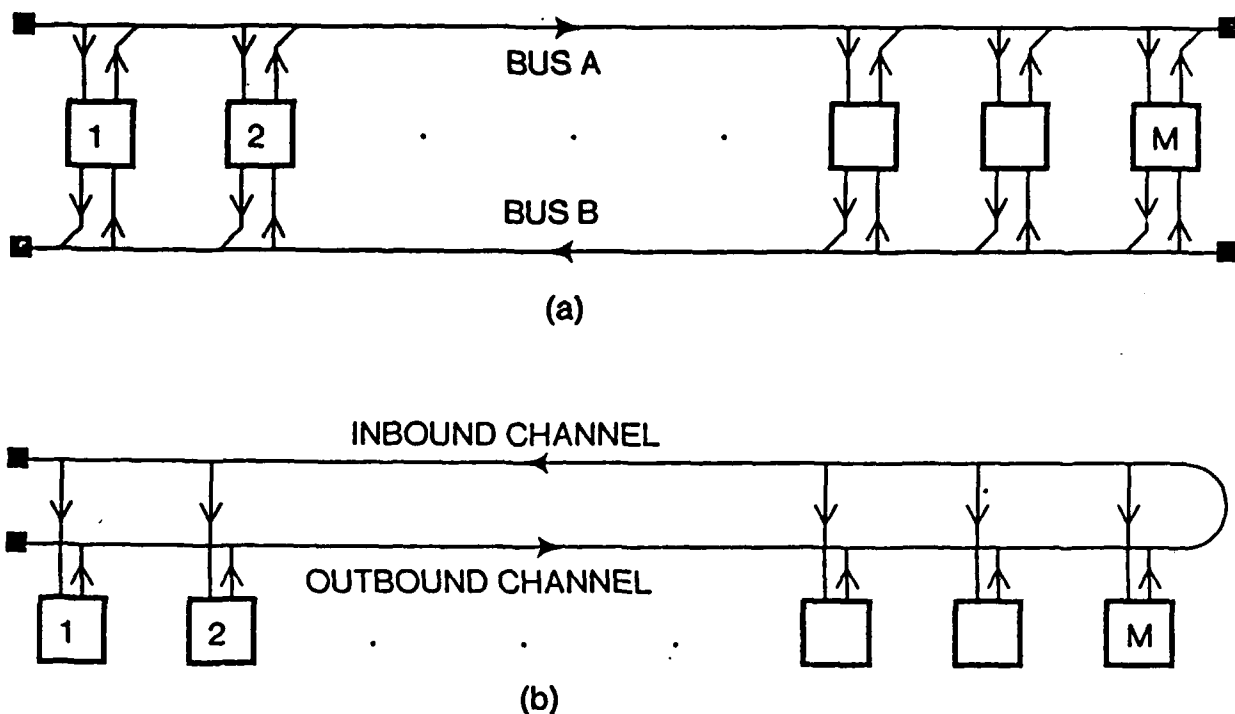 BUS A
1 2 M
BUS B
(a)
INBOUND CHANNEL
OUTBOUND CHANNEL
1 2 M
(b)